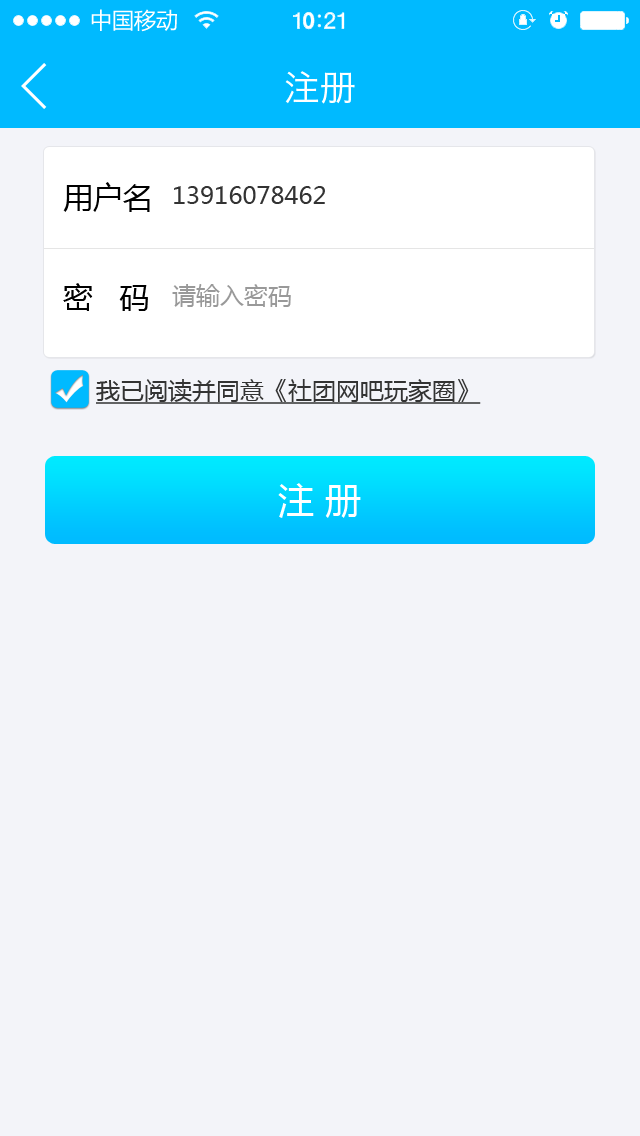 中国移动 10:21
注册
用户名 13916078462
密 码 请输入密码
我已阅读并同意《社团网吧玩家圈》
注 册